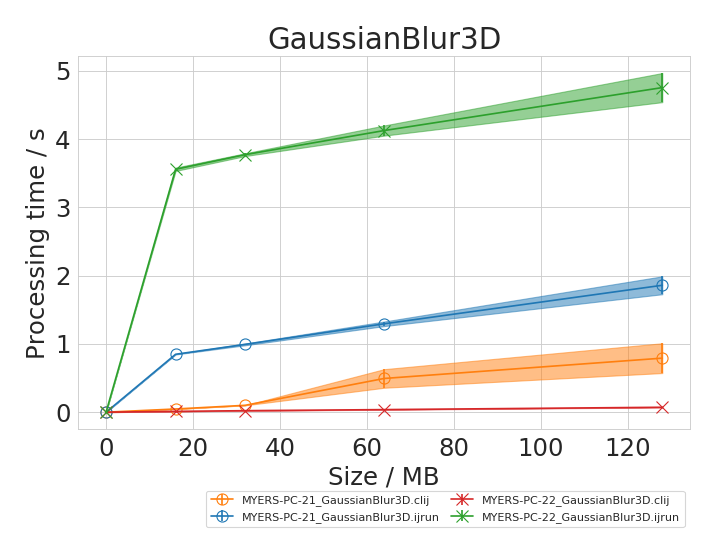 GaussianBlur3D
Processing time / s
5
4
3
2
1
0
0 20 40 60 80 100 120
Size / MB
MYERS-PC-21_GaussianBlur3D.clij MYERS-PC-22_GaussianBlur3D.clij
MYERS-PC-21_GaussianBlur3D.ijrun MYERS-PC-22_GaussianBlur3D.ijrun